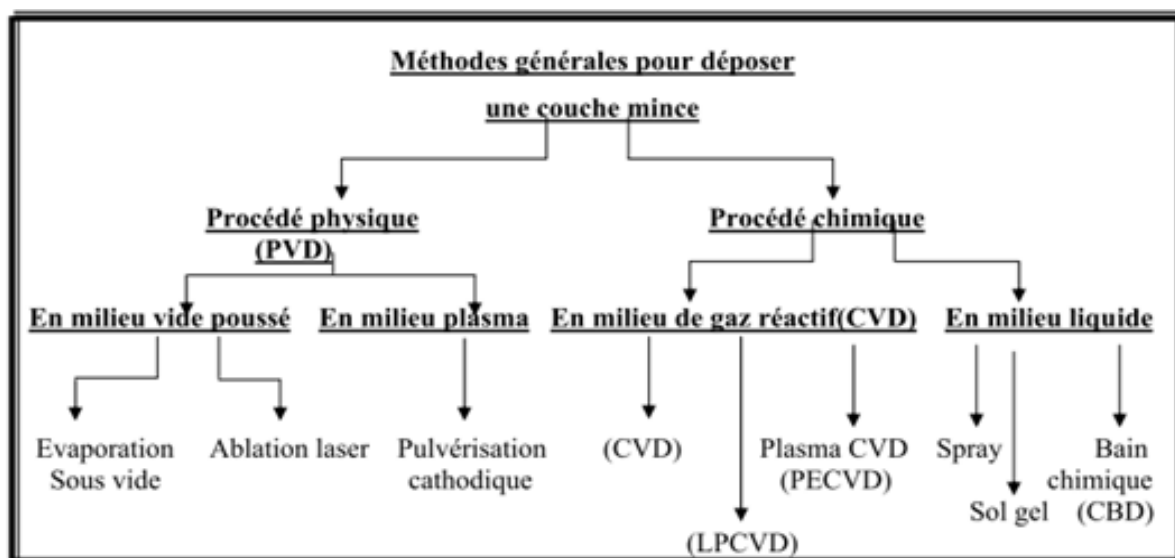 Méthodes générales pour déposer
une couche mince
Procédé physique
(PVD)
Procédé chimique
En milieu vide poussé
En milieu plasma
En milieu de gaz réactif(CVD)
En milieu liquide
Evaporation
Sous vide
Ablation laser
Pulvérisation
cathodique
(CVD)
(LPCVD)
Plasma CVD
(PECVD)
Spray
Sol gel
Bain
chimique
(CBD)